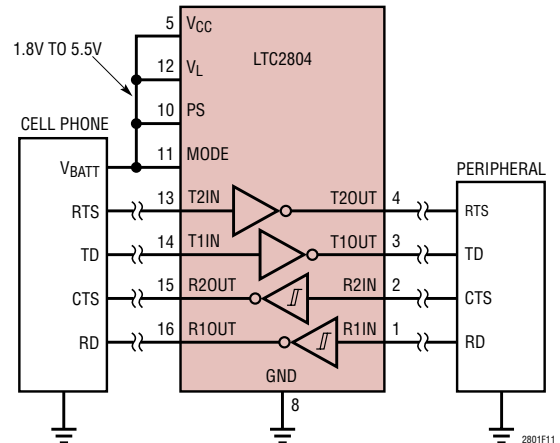 5 VCC
1.8V TO 5.5V
LTC2804
12 VL
10 PS
CELL PHONE
11 MODE
VBATT
PERIPHERAL
RTS 13 T2IN T2OUT 4 RTS
TD 14 T1IN T1OUT 3 TD
CTS 15 R2OUT R2IN 2 CTS
RD 16 R1OUT R1IN 1 RD
GND
8
2801F11